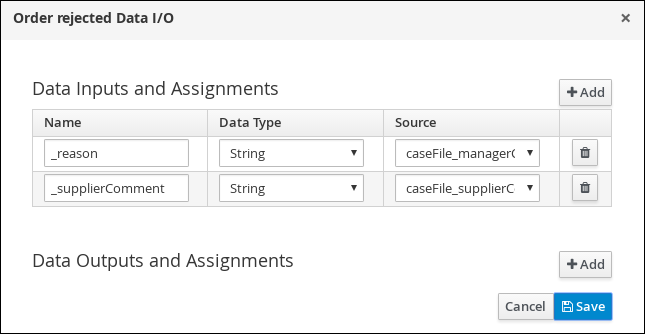 Order rejected Data I/O ×
Data Inputs and Assignments
+ Add
Name Data Type Source
_reason String caseFile_managerC
_supplierComment String caseFile_supplierC
Data Outputs and Assignments
+ Add
Cancel Save